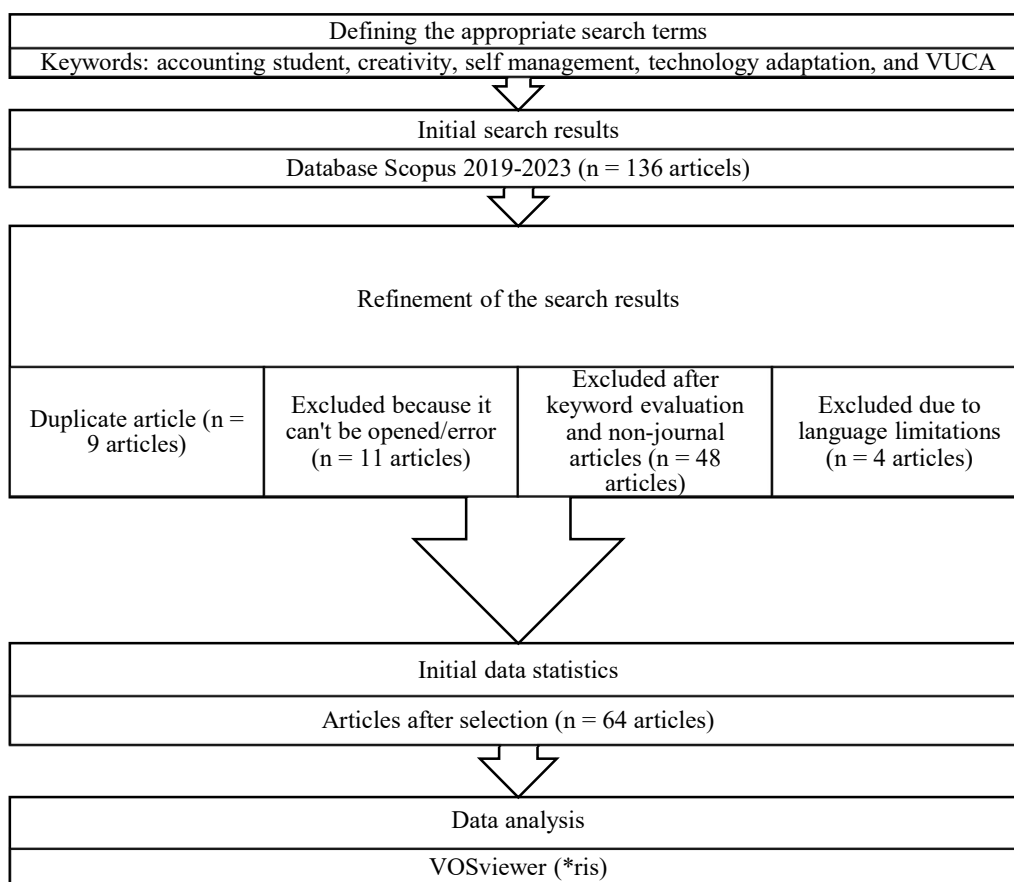 Defining the appropriate search terms
Keywords: accounting student, creativity, self management, technology adaptation, and VUCA
Initial search results
Database Scopus 2019-2023 (n = 136 articels)
Refinement of the search results
Duplicate article (n =
9 articles)
Excluded because it
can't be opened/error
(n = 11 articles)
Excluded after
keyword evaluation
and non-journal
articles (n = 48
articles)
Excluded due to
language limitations
(n = 4 articles)
Initial data statistics
Articles after selection (n = 64 articles)
Data analysis
VOSviewer (*ris)